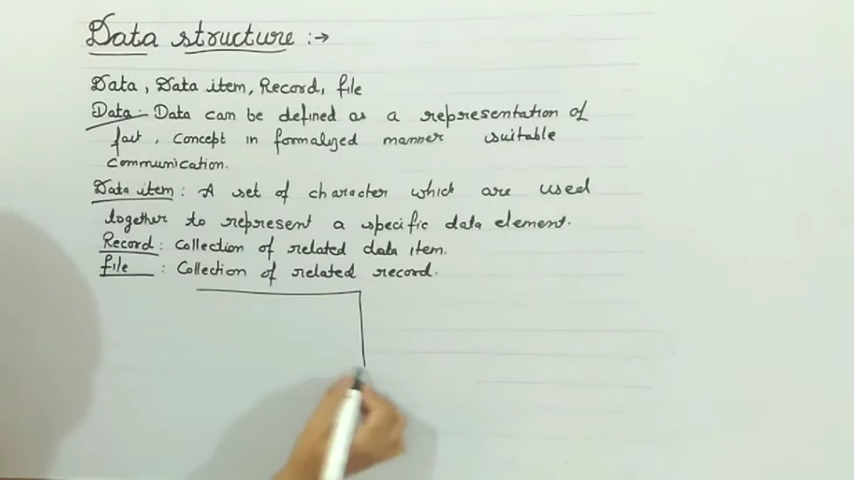 Data structure :→
Data, Data item, Record, file
Data: Data can be defined as a representation of
fact, concept in formalized manner suitable
communication.
Data item: A set of character which are used
together to represent a specific data element.
Record: Collection of related data item.
file : Collection of related record.